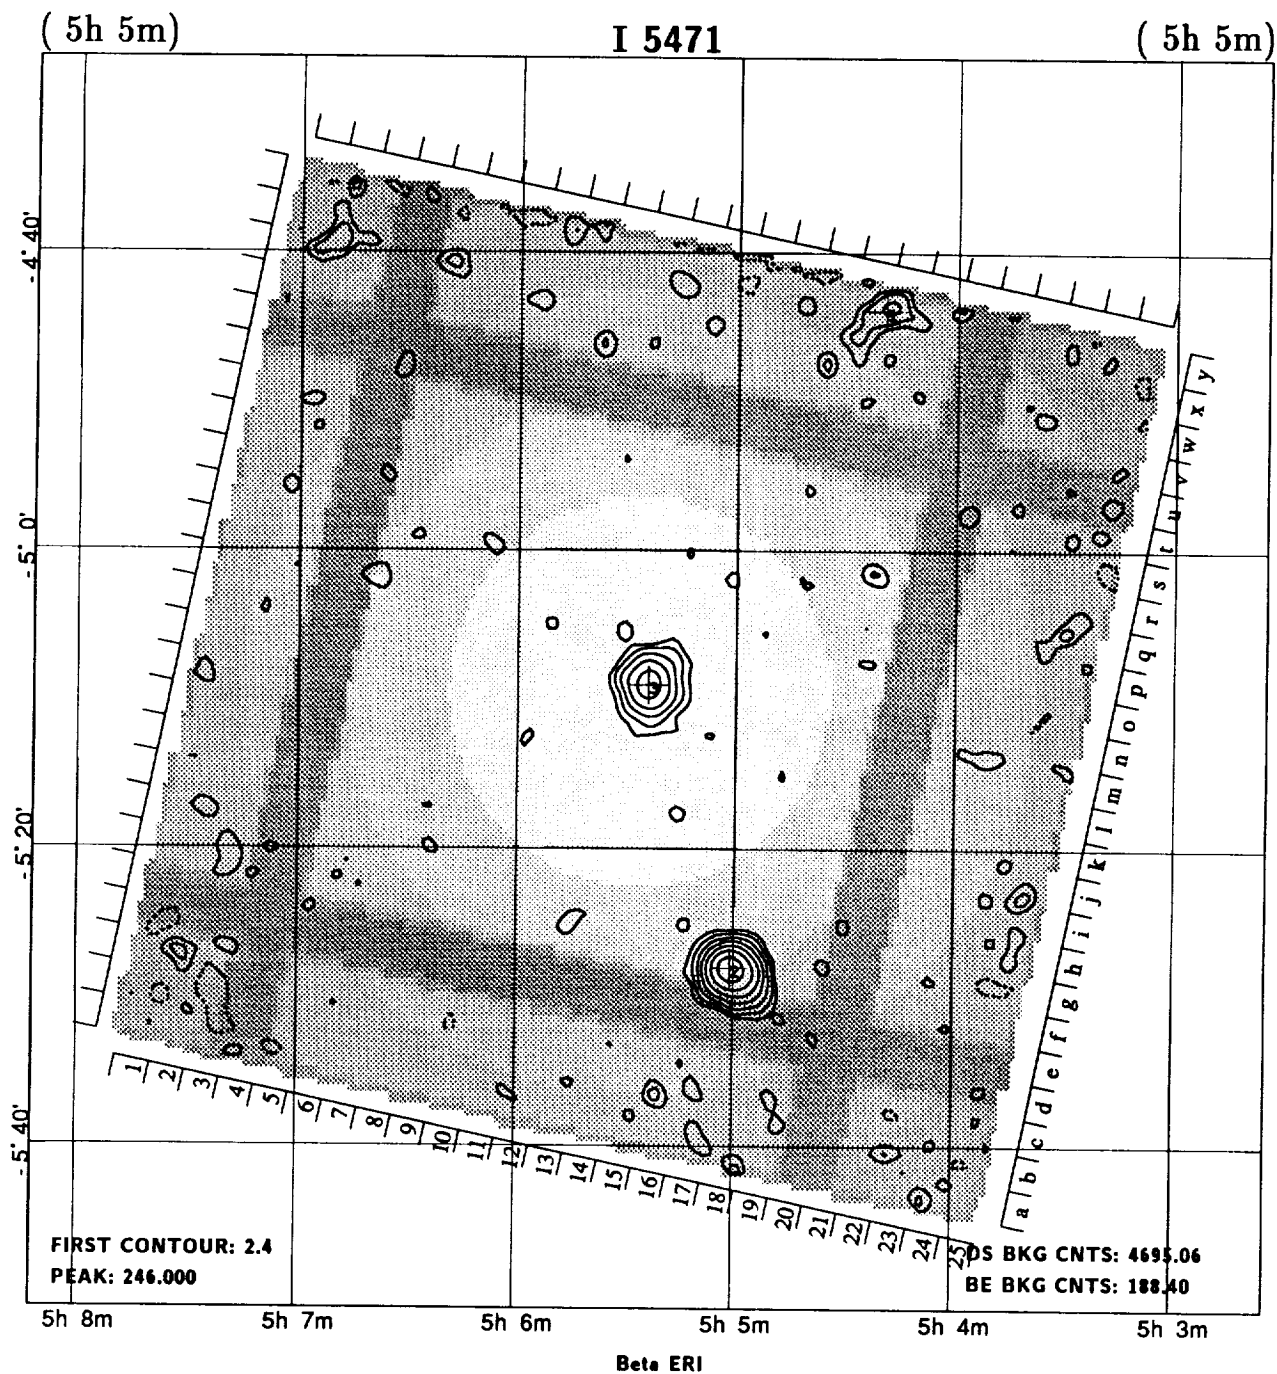 ( 5h 5m) I 5471 ( 5h 5m)
- 4° 40'
- 5° 0'
- 5° 20'
- 5° 40'
a b c d e f g h i j k l m n o p q r s t u v w x y
1 2 3 4 5 6 7 8 9 10 11 12 13 14 15 16 17 18 19 20 21 22 23 24 25
FIRST CONTOUR: 2.4
PEAK: 246.000
DS BKG CNTS: 4695.06
BE BKG CNTS: 188.40
5h 8m 5h 7m 5h 6m 5h 5m 5h 4m 5h 3m
Beta ERI